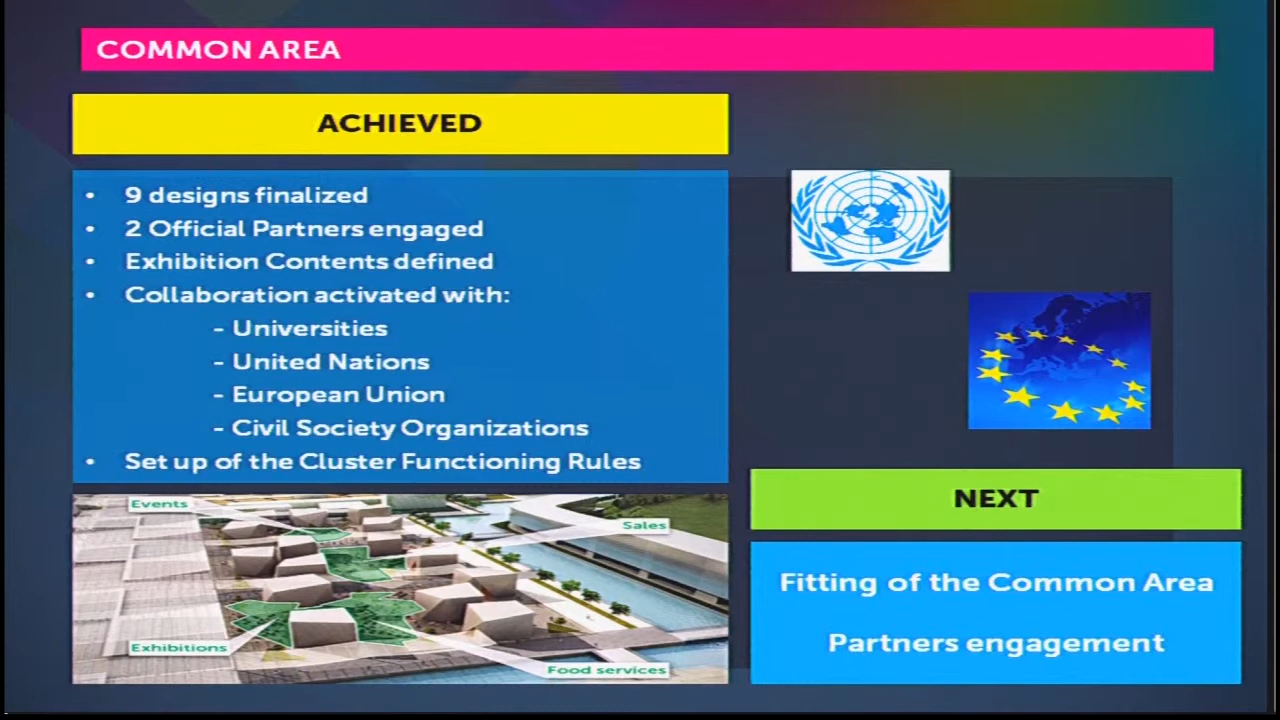 COMMON AREA
ACHIEVED
• 9 designs finalized
• 2 Official Partners engaged
• Exhibition Contents defined
• Collaboration activated with:
- Universities
- United Nations
- European Union
- Civil Society Organizations
• Set up of the Cluster Functioning Rules
Events
Sales
Exhibitions
Food services
NEXT
Fitting of the Common Area
Partners engagement